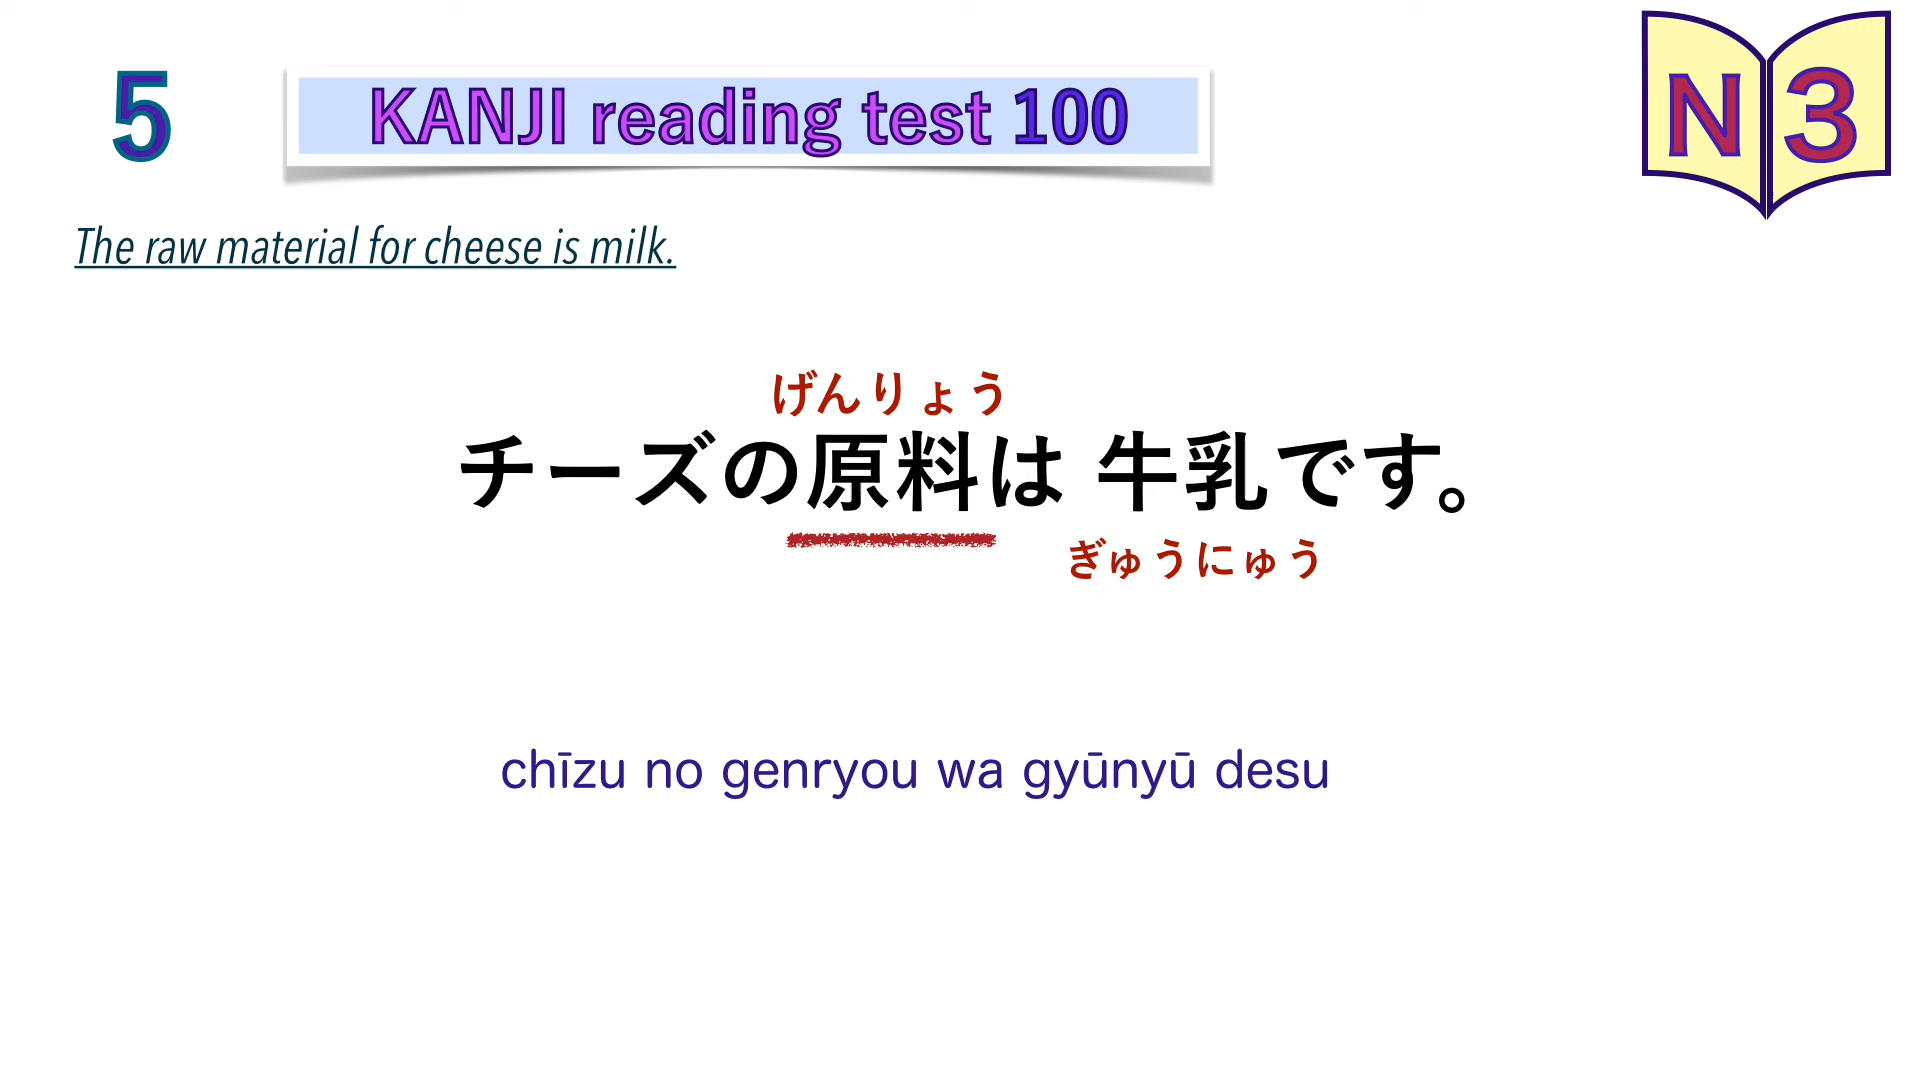 5
KANJI reading test 100
N3
The raw material for cheese is milk.
げんりょう
チーズの原料は 牛乳です。
ぎゅうにゅう
chīzu no genryou wa gyūnyū desu